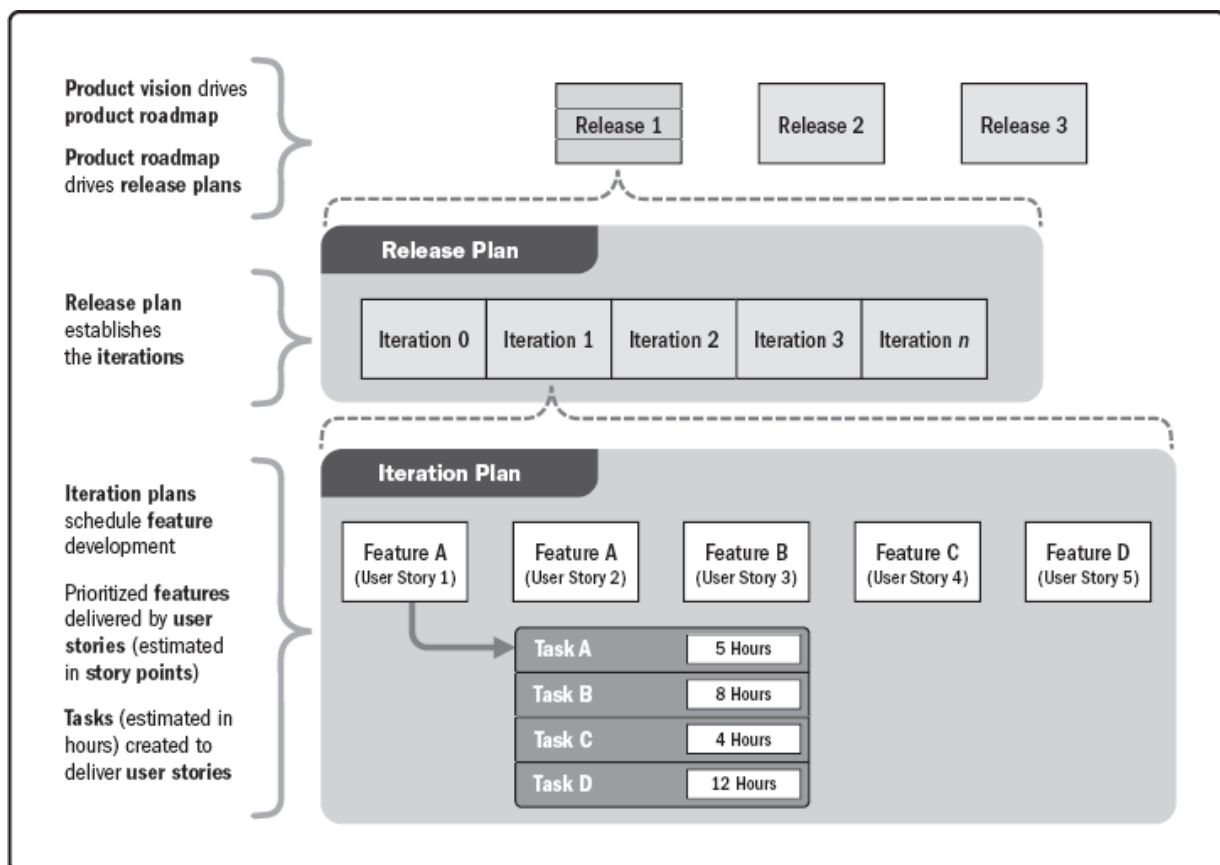 Product vision drives
product roadmap
Product roadmap
drives release plans
Release 1
Release 2
Release 3
Release Plan
Release plan
establishes
the iterations
Iteration 0
Iteration 1
Iteration 2
Iteration 3
Iteration n
Iteration Plan
Iteration plans
schedule feature
development
Prioritized features
delivered by user
stories (estimated
in story points)
Tasks (estimated in
hours) created to
deliver user stories
Feature A
(User Story 1)
Feature A
(User Story 2)
Feature B
(User Story 3)
Feature C
(User Story 4)
Feature D
(User Story 5)
Task A
5 Hours
Task B
8 Hours
Task C
4 Hours
Task D
12 Hours